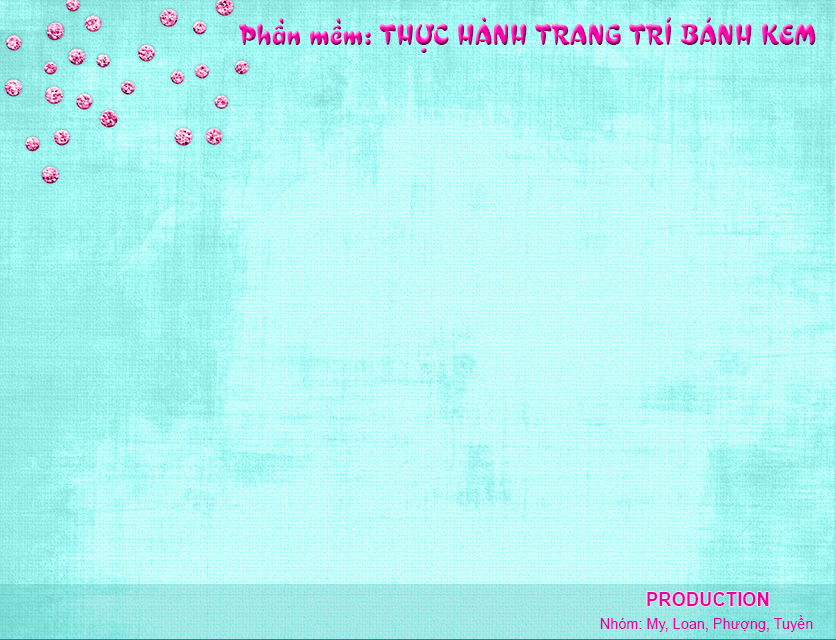 Phần mềm: THỰC HÀNH TRANG TRÍ BÁNH KEM
PRODUCTION
Nhóm: My, Loan, Phượng, Tuyền